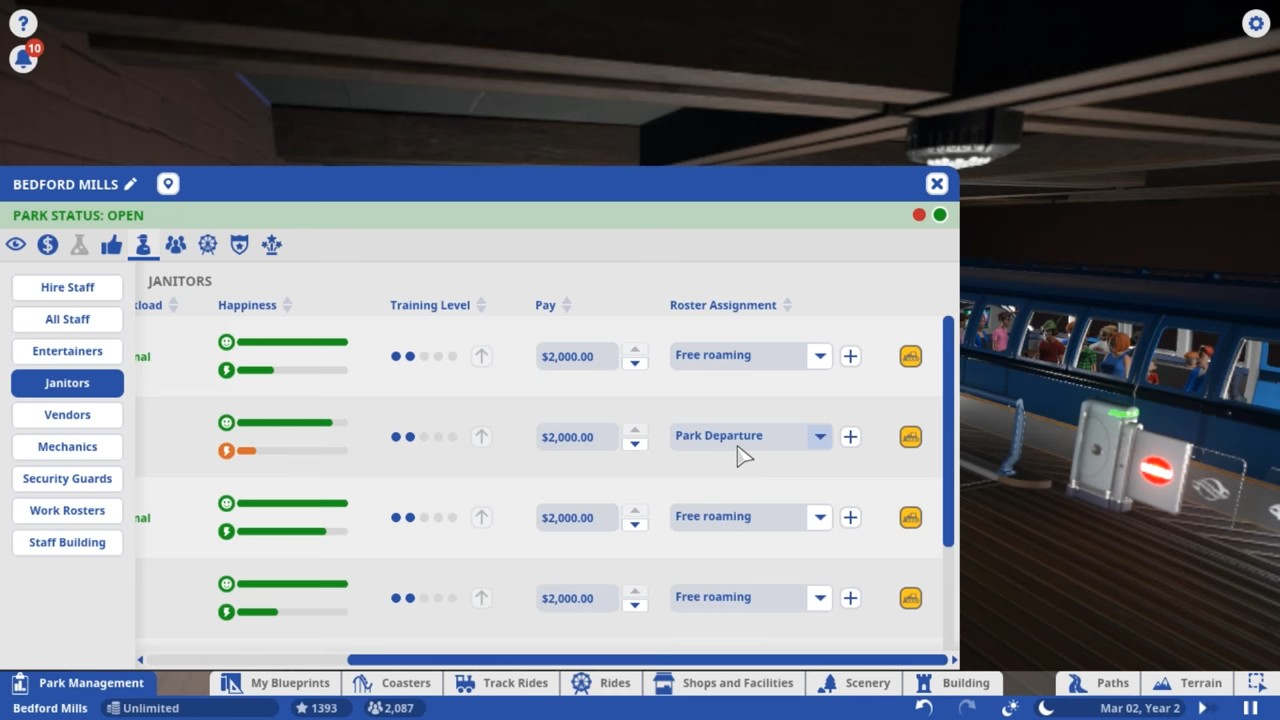 ?
10
BEDFORD MILLS
PARK STATUS: OPEN
Hire Staff
All Staff
Entertainers
Janitors
Vendors
Mechanics
Security Guards
Work Rosters
Staff Building
JANITORS
kload Happiness Training Level Pay Roster Assignment
nal $2,000.00 Free roaming
$2,000.00 Park Departure
nal $2,000.00 Free roaming
$2,000.00 Free roaming
Park Management My Blueprints Coasters Track Rides Rides Shops and Facilities Scenery Building Paths Terrain
Bedford Mills Unlimited 1393 2,087 Mar 02, Year 2